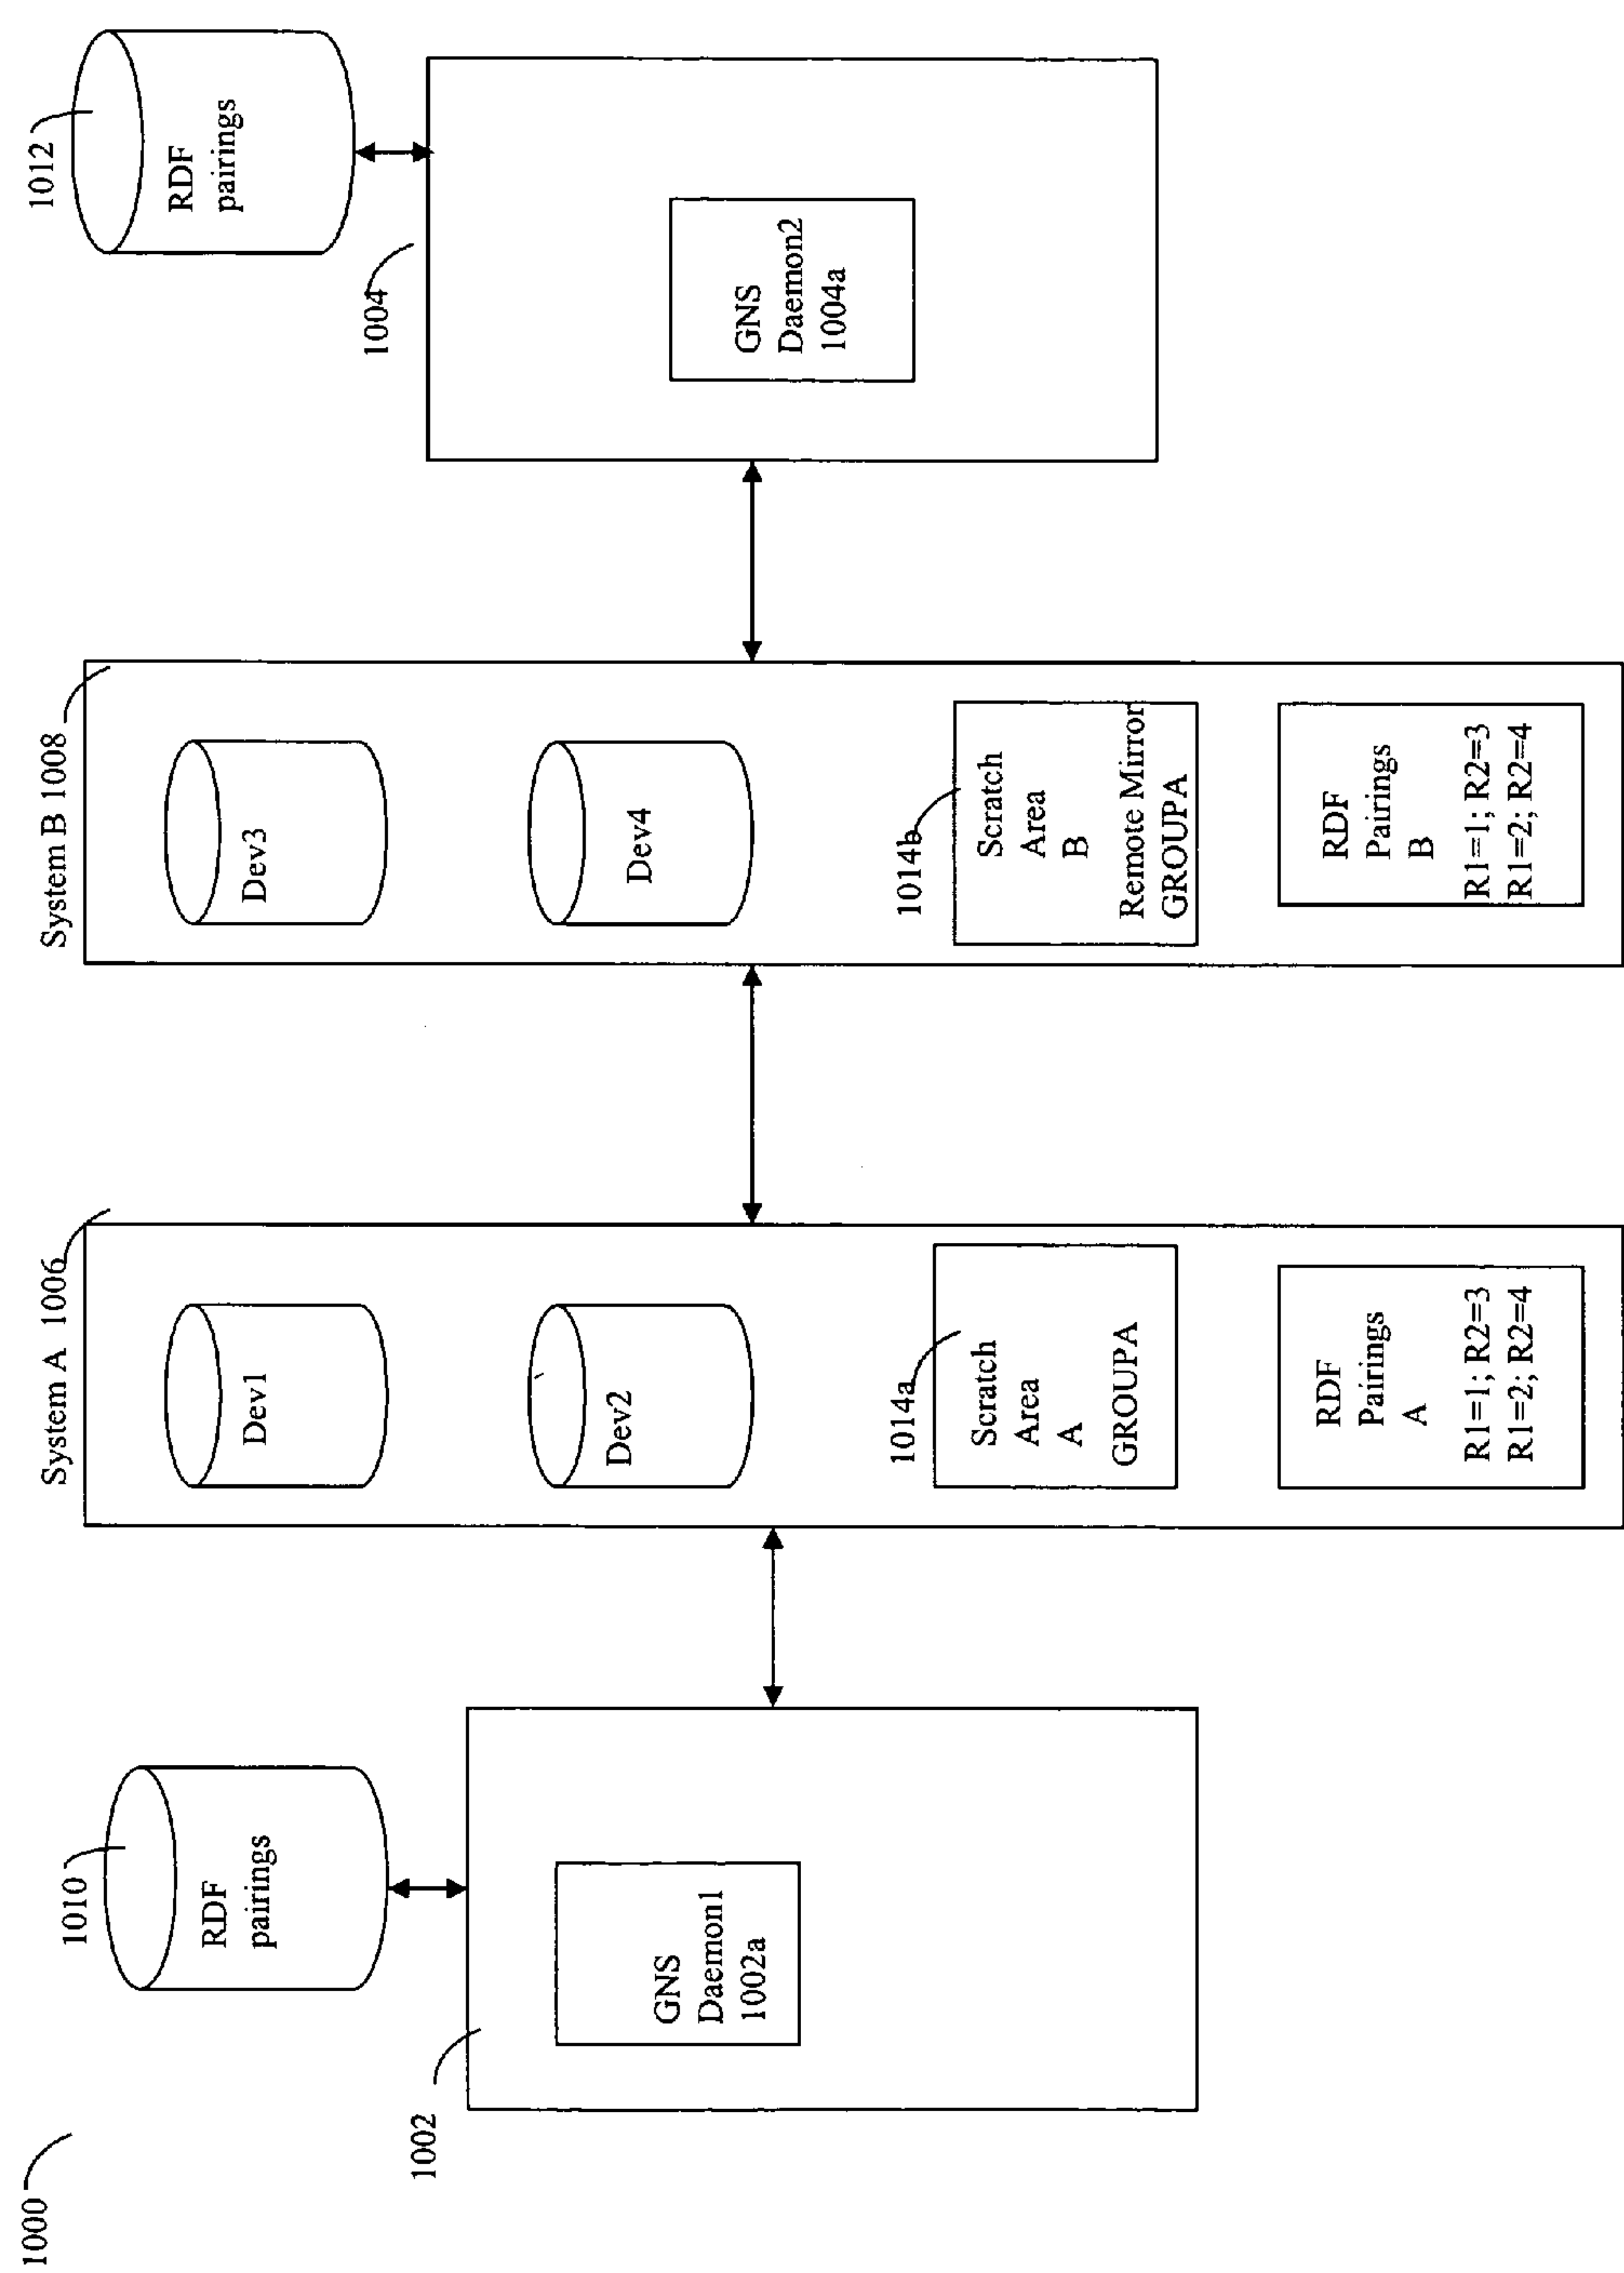 1000
1010
RDF
pairings
1002
GNS
Daemon1
1002a
System A 1006
Dev1
Dev2
1014a
Scratch
Area
A
GROUPA
RDF
Pairings
A
R1=1; R2=3
R1=2; R2=4
System B 1008
Dev3
Dev4
1014b
Scratch
Area
B
Remote Mirror
GROUPA
RDF
Pairings
B
R1=1; R2=3
R1=2; R2=4
1012
RDF
pairings
1004
GNS
Daemon2
1004a